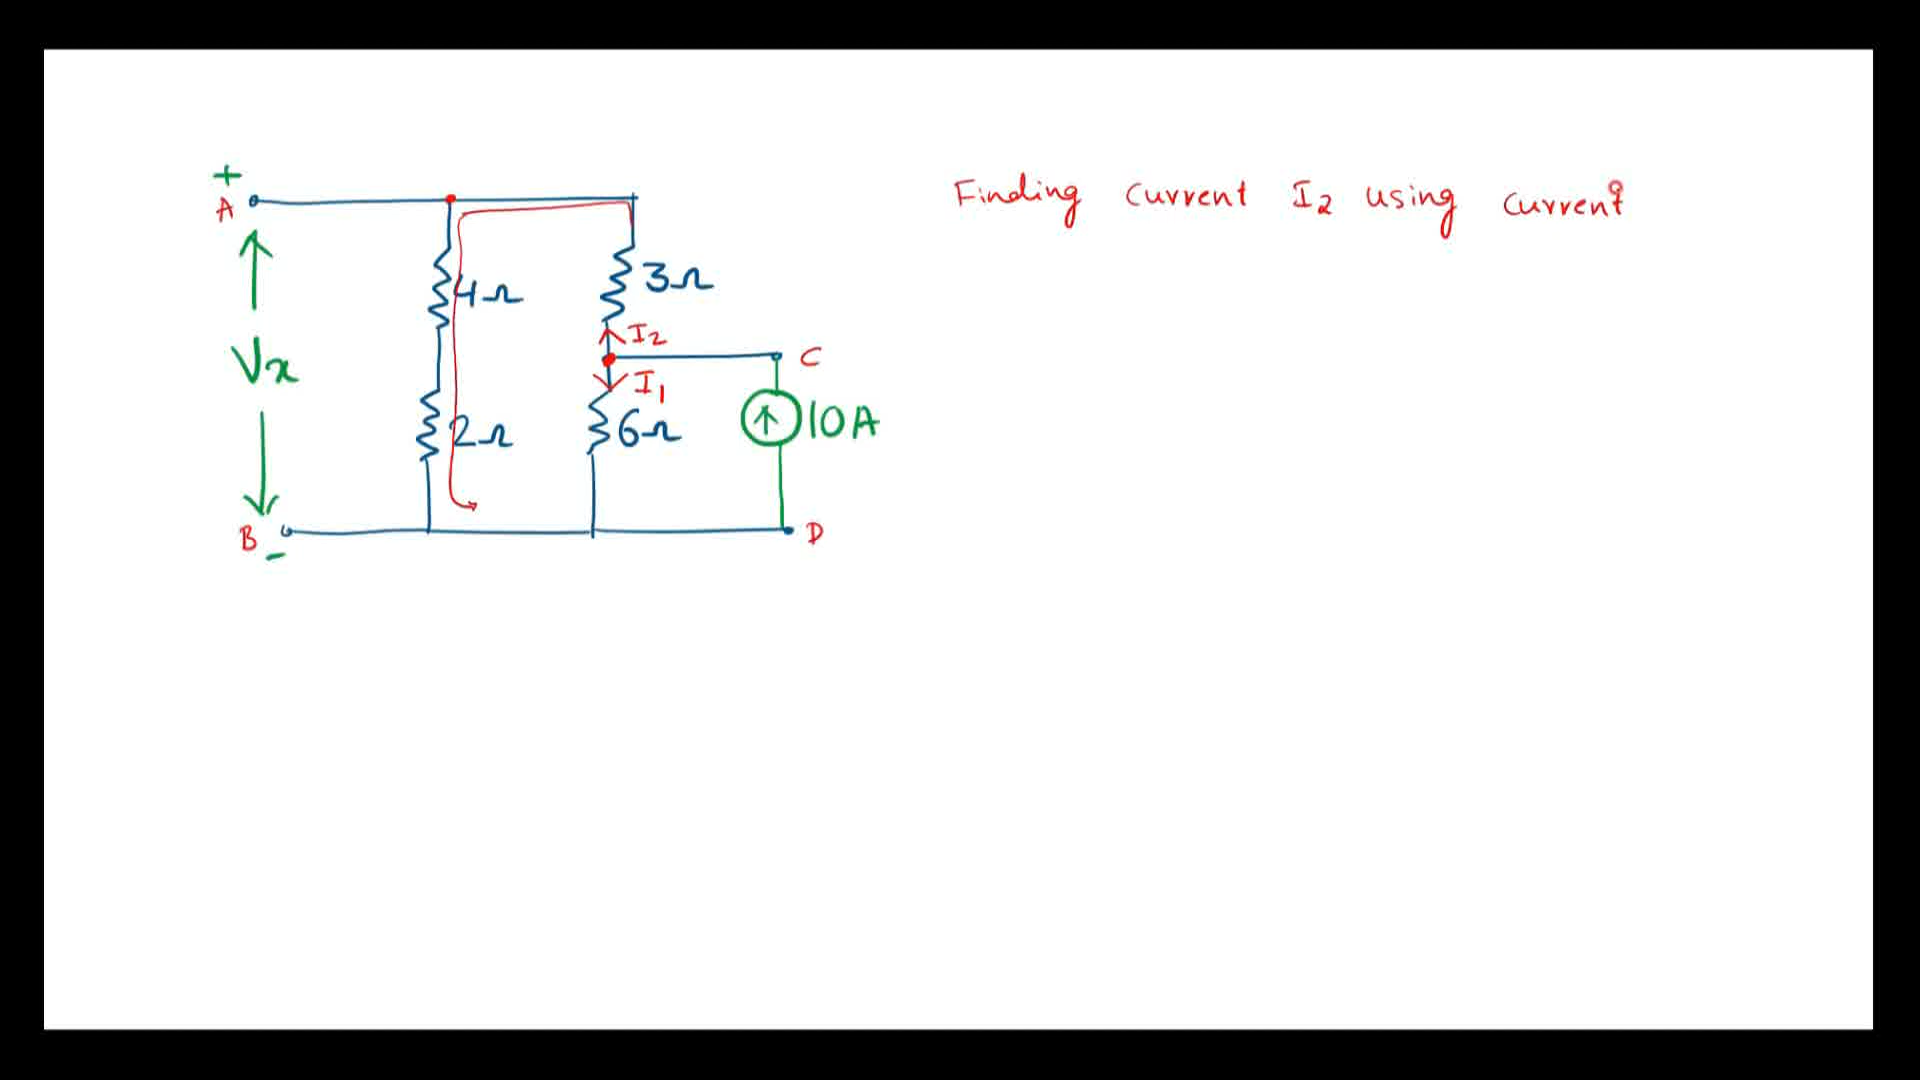 +
A
Finding current I2 using current
4Ω
3Ω
I2
C
Vx
I1
2Ω
6Ω
10A
B
D
-